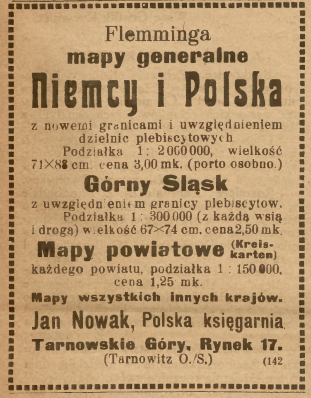 Flemminga
mapy generalne
Niemcy i Polska
z nowemi granicami i uwzględnieniem
dzielnic plebiscytowych
Podziałka 1 : 2 000 000, wielkość
71×88 cm. cena 3,00 mk. (porto osobno.)
Górny Sląsk
z uwzględnieniem granicy plebiscytow.
Podziałka 1 : 300 000 (z każdą wsią
i drogą) wielkość 67×74 cm. cena 2,50 mk.
Mapy powiatowe (Kreis-
karten)
każdego powiatu, podziałka 1 : 150 000,
cena 1,25 mk.
Mapy wszystkich innych krajów.
Jan Nowak, Polska księgarnia
Tarnowskie Góry, Rynek 17.
(Tarnowitz O./S.) (142